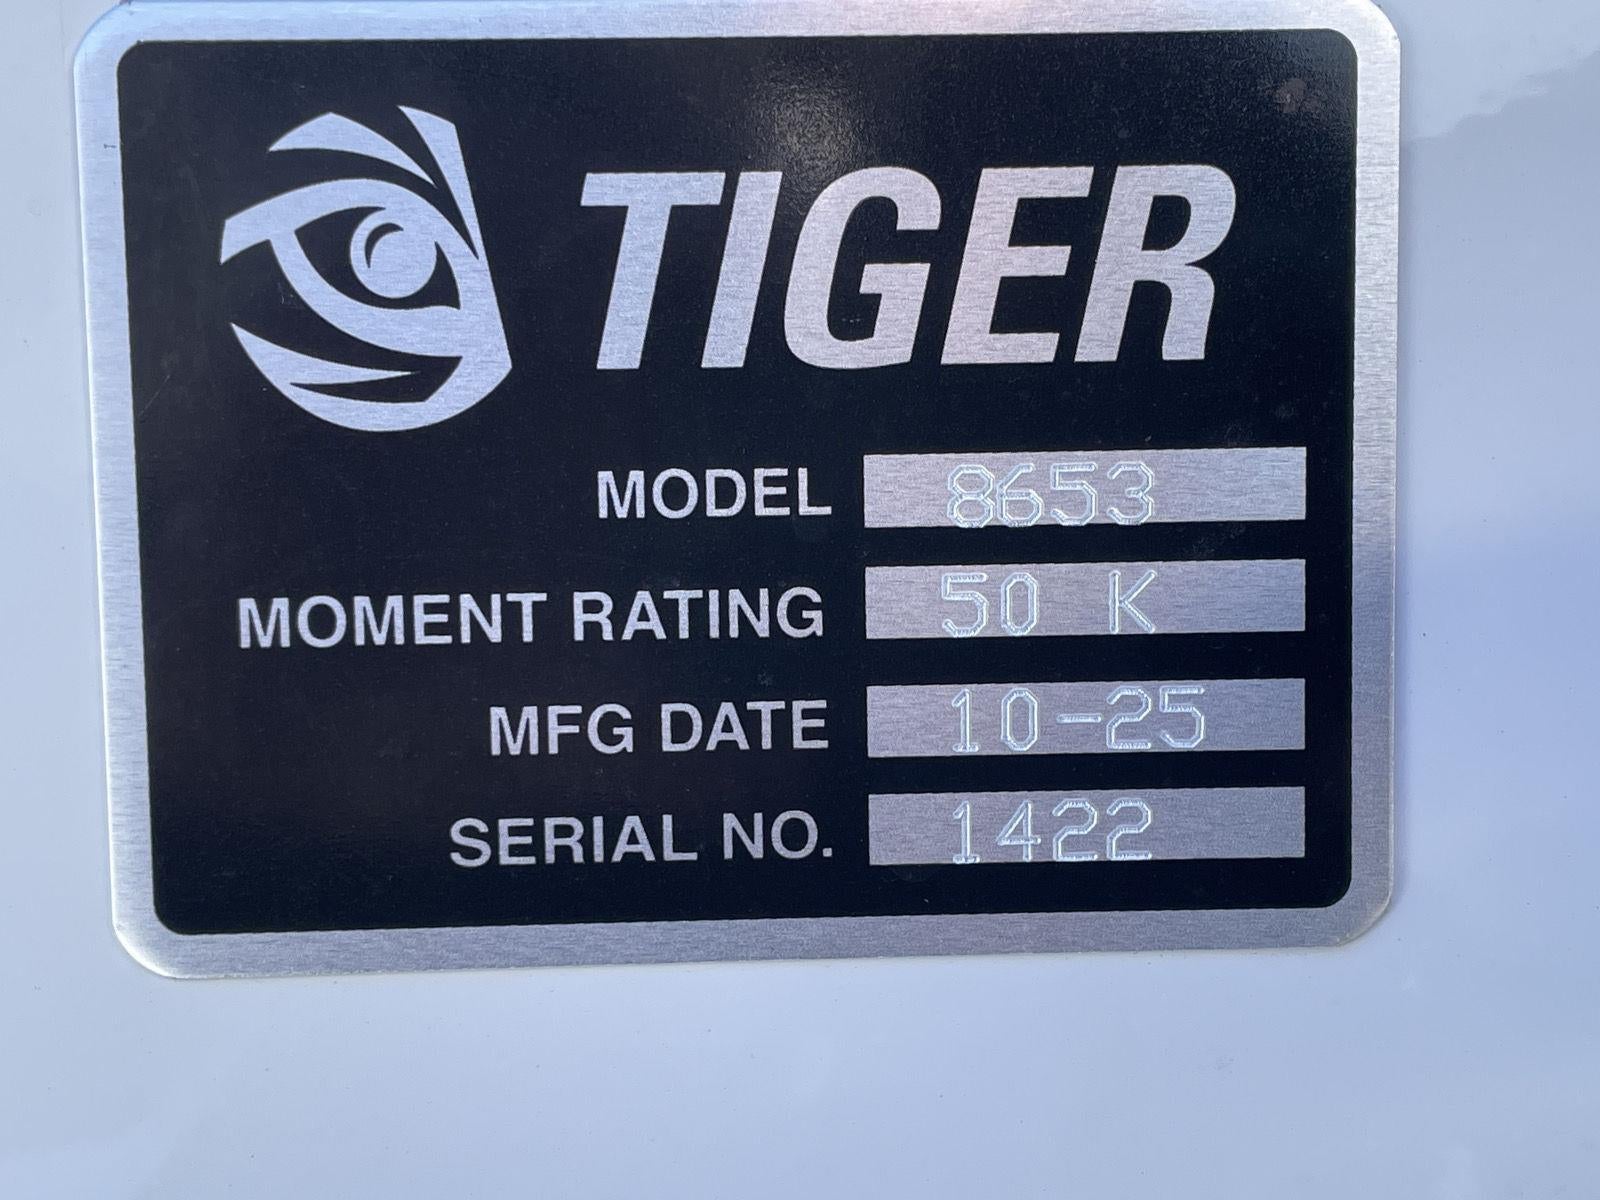 TIGER
MODEL 8653
MOMENT RATING 50 K
MFG DATE 10-25
SERIAL NO. 1422